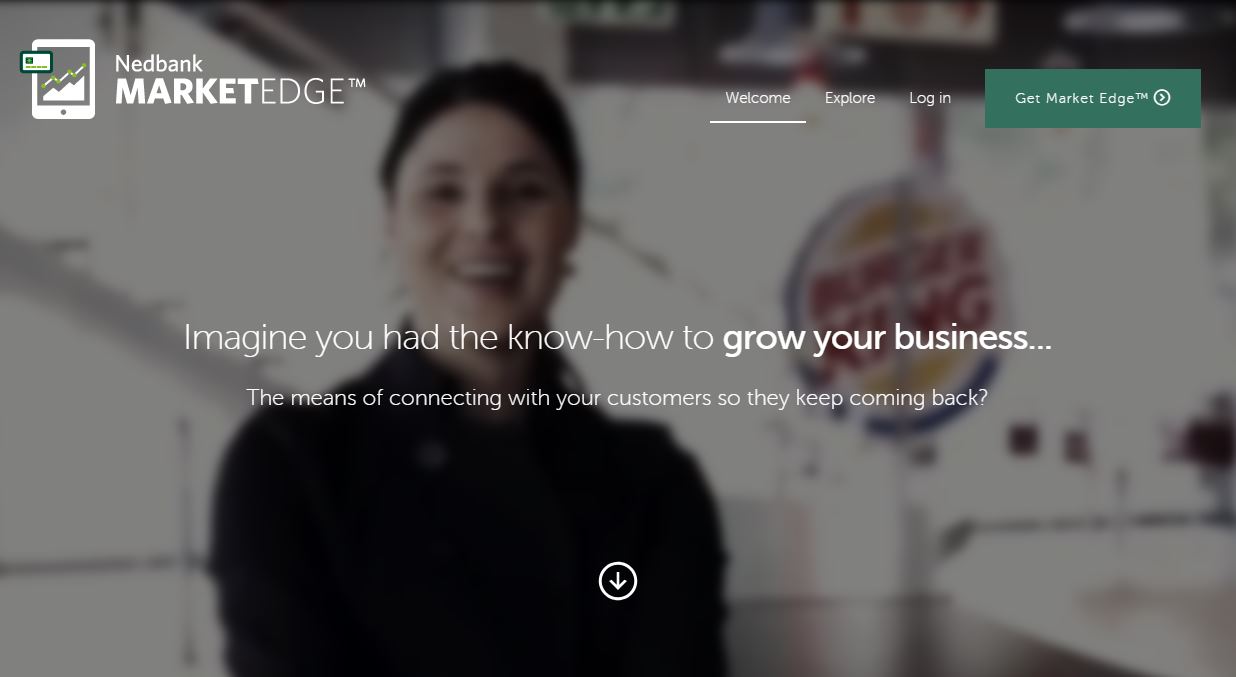 Nedbank
MARKETEDGE™
Welcome
Explore
Log in
Get Market Edge™
BURGER
KING
Imagine you had the know-how to grow your business...
The means of connecting with your customers so they keep coming back?